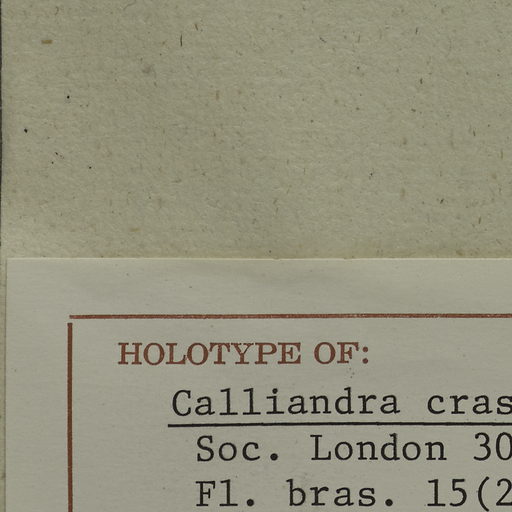 HOLOTYPE OF:
Calliandra cras
Soc. London 30
Fl. bras. 15(2